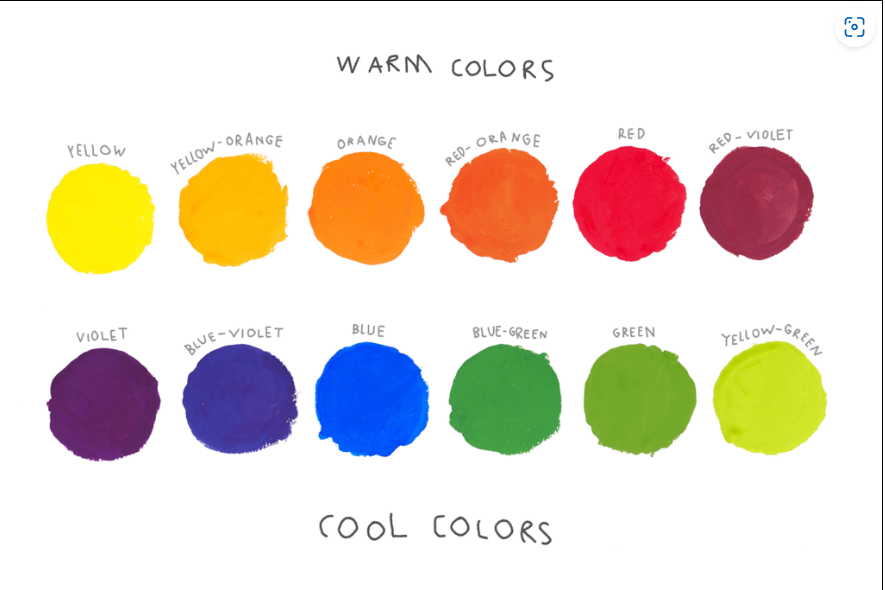 WARM COLORS
YELLOW
YELLOW-ORANGE
ORANGE
RED-ORANGE
RED
RED-VIOLET
VIOLET
BLUE-VIOLET
BLUE
BLUE-GREEN
GREEN
YELLOW-GREEN
COOL COLORS